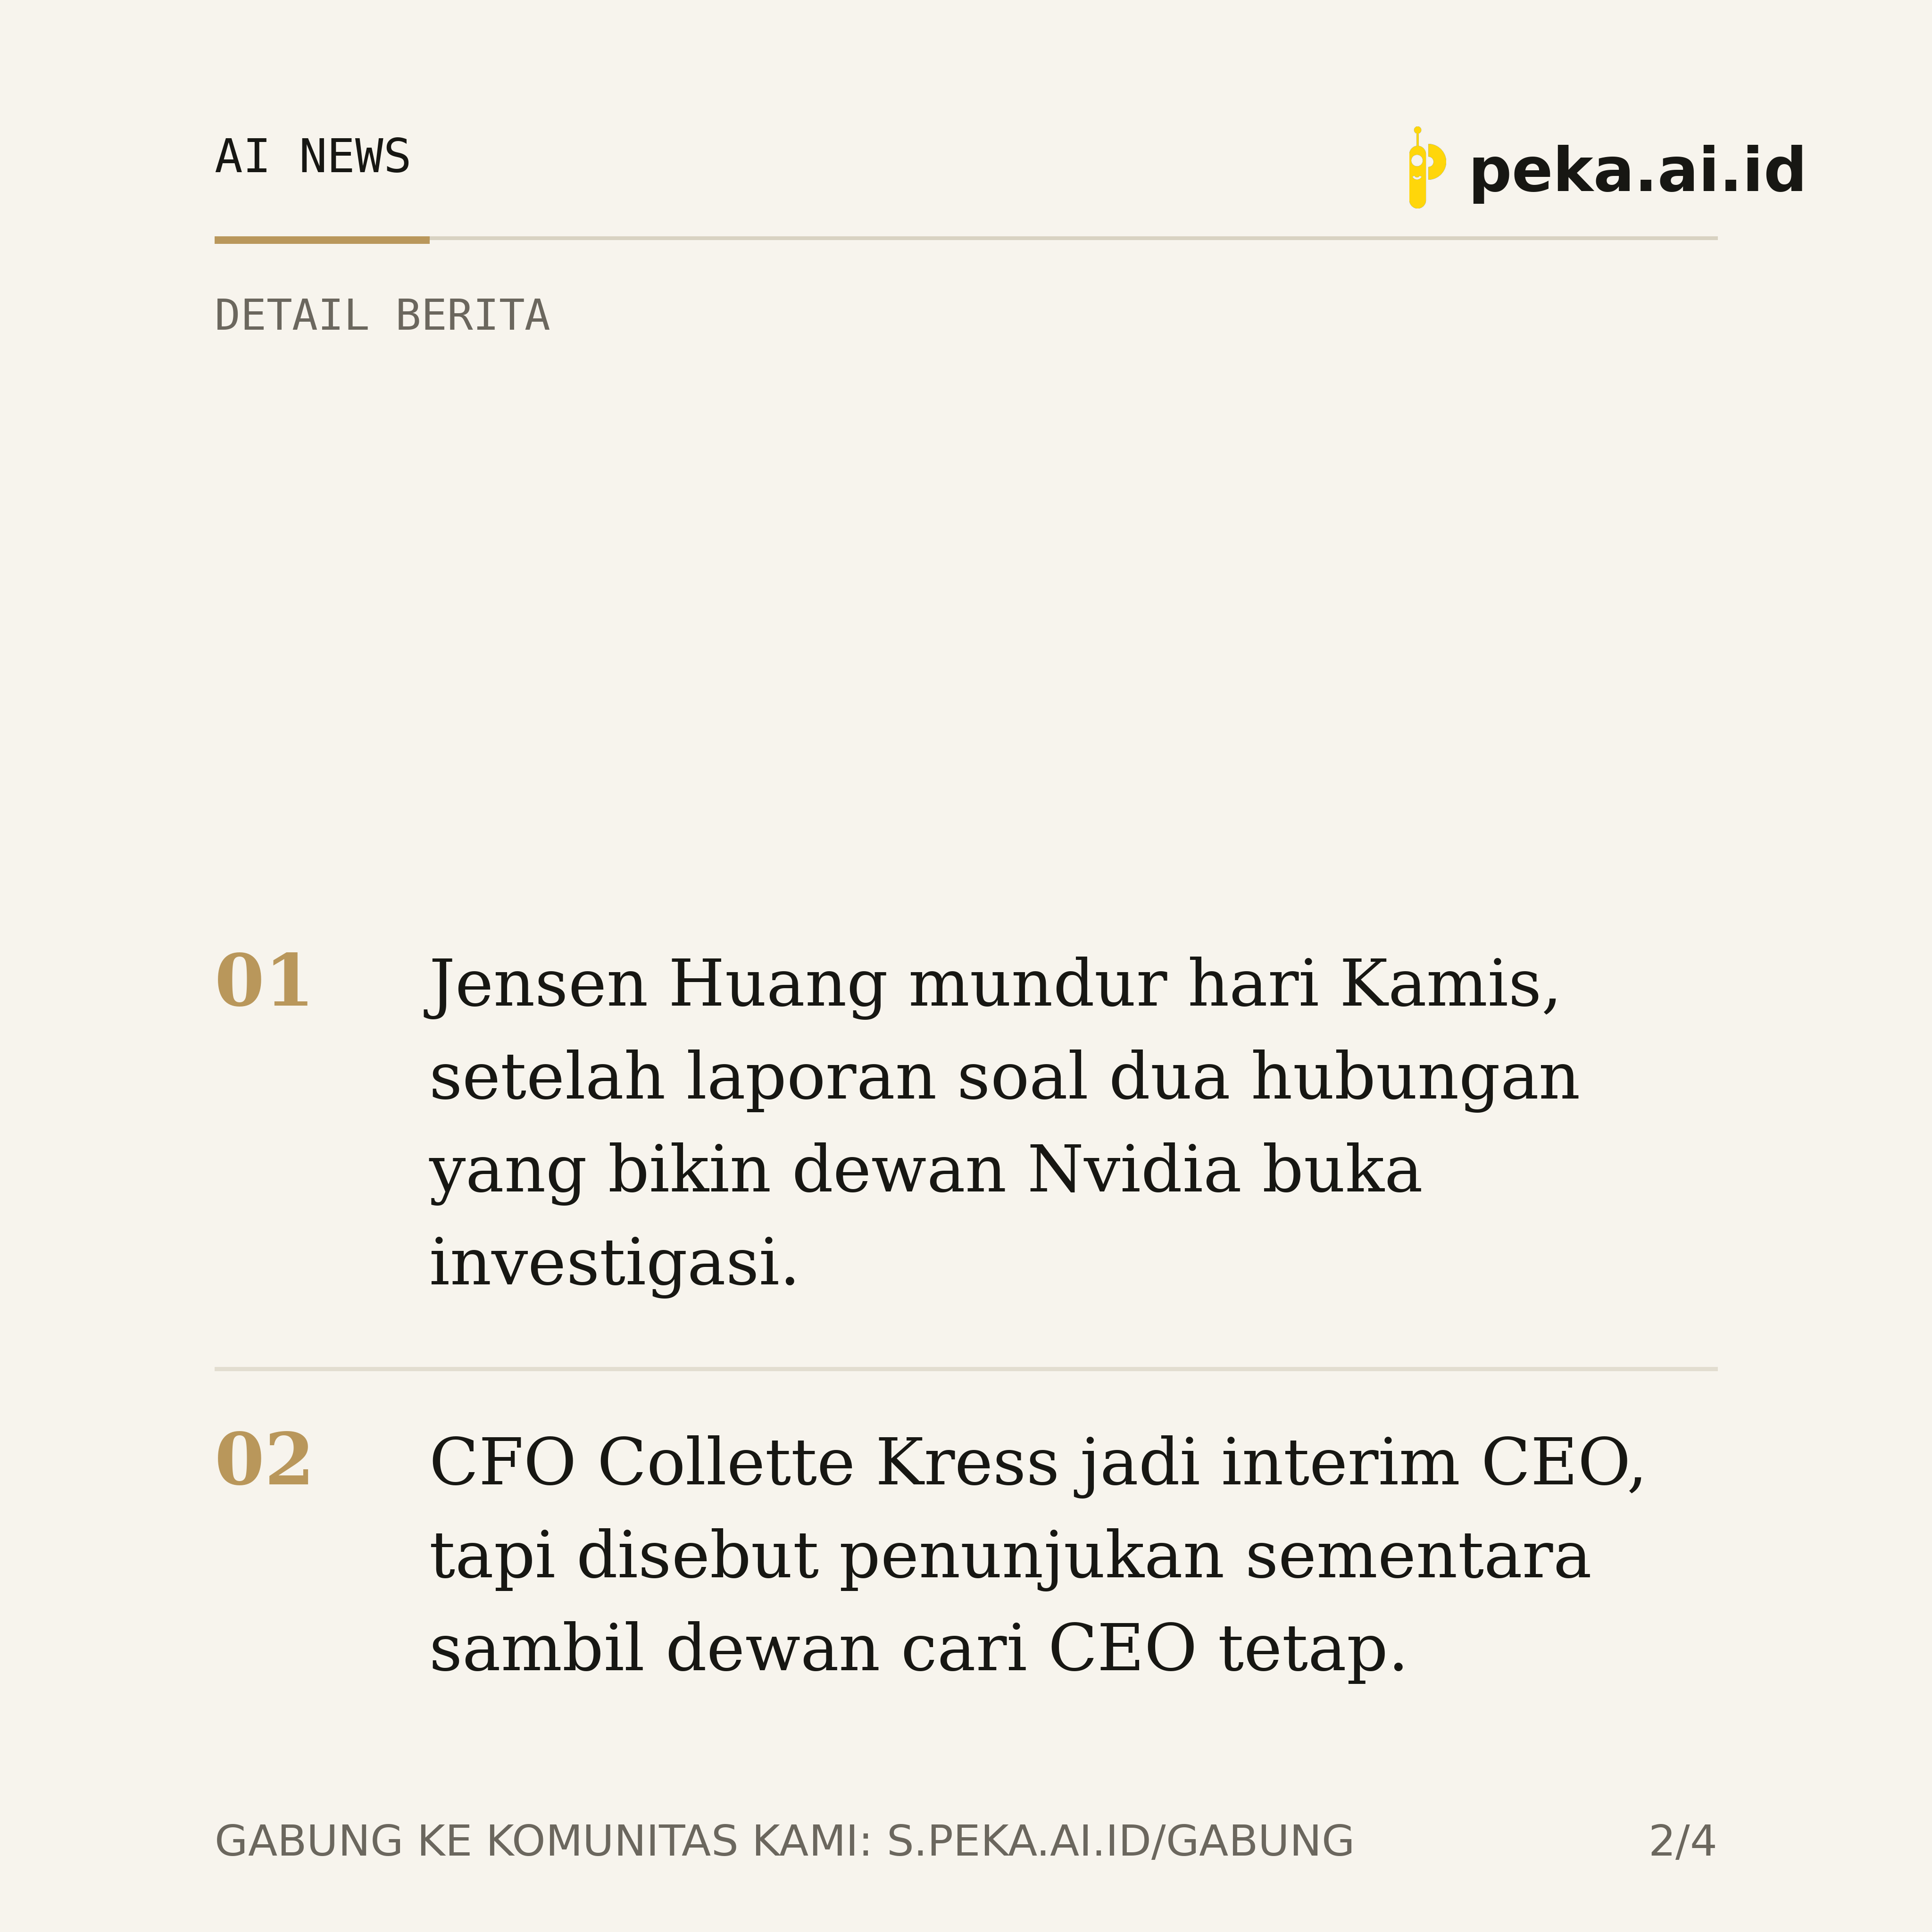 AI NEWS
peka.ai.id
DETAIL BERITA
01
Jensen Huang mundur hari Kamis,
setelah laporan soal dua hubungan
yang bikin dewan Nvidia buka
investigasi.
02
CFO Collette Kress jadi interim CEO,
tapi disebut penunjukan sementara
sambil dewan cari CEO tetap.
GABUNG KE KOMUNITAS KAMI: S.PEKA.AI.ID/GABUNG
2/4